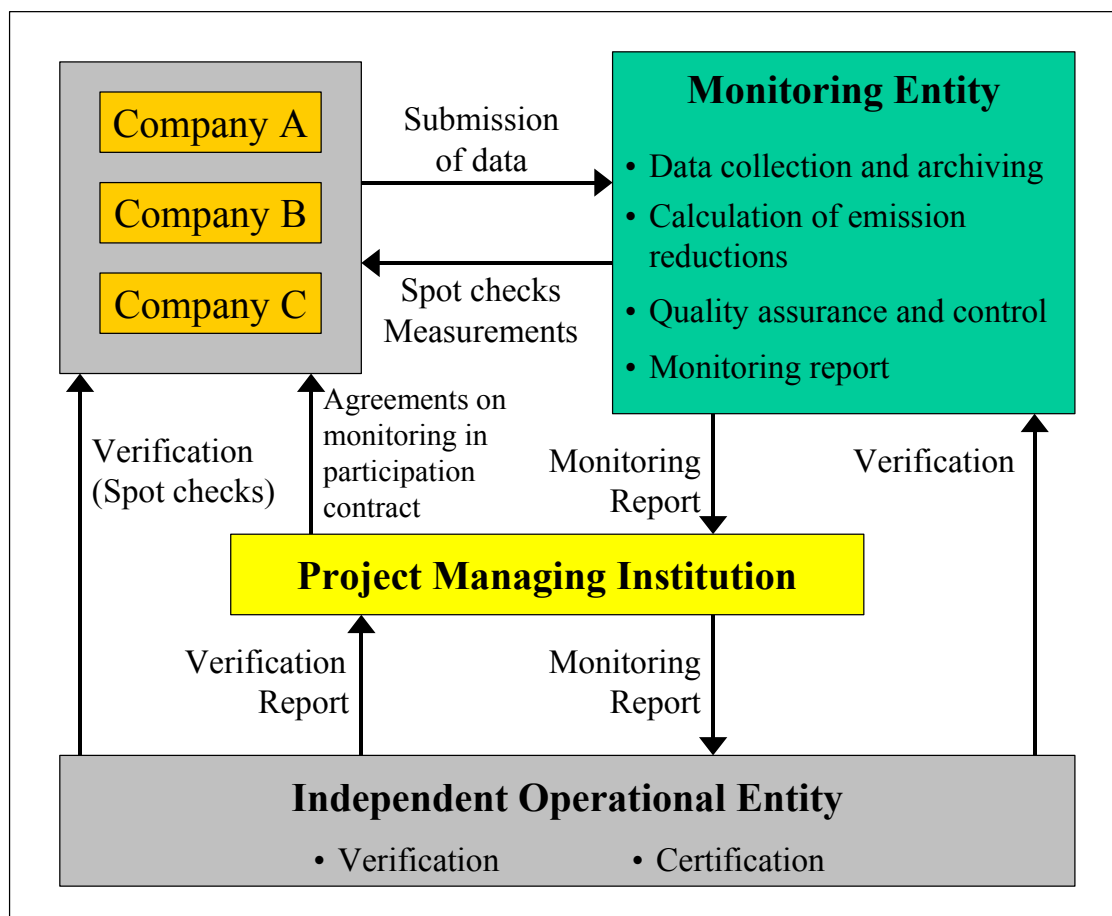 Company A
Company B
Company C
Submission
of data
Spot checks
Measurements
Monitoring Entity
• Data collection and archiving
• Calculation of emission
reductions
• Quality assurance and control
• Monitoring report
Verification
(Spot checks)
Agreements on
monitoring in
participation
contract
Monitoring
Report
Verification
Project Managing Institution
Verification
Report
Monitoring
Report
Independent Operational Entity
• Verification
• Certification